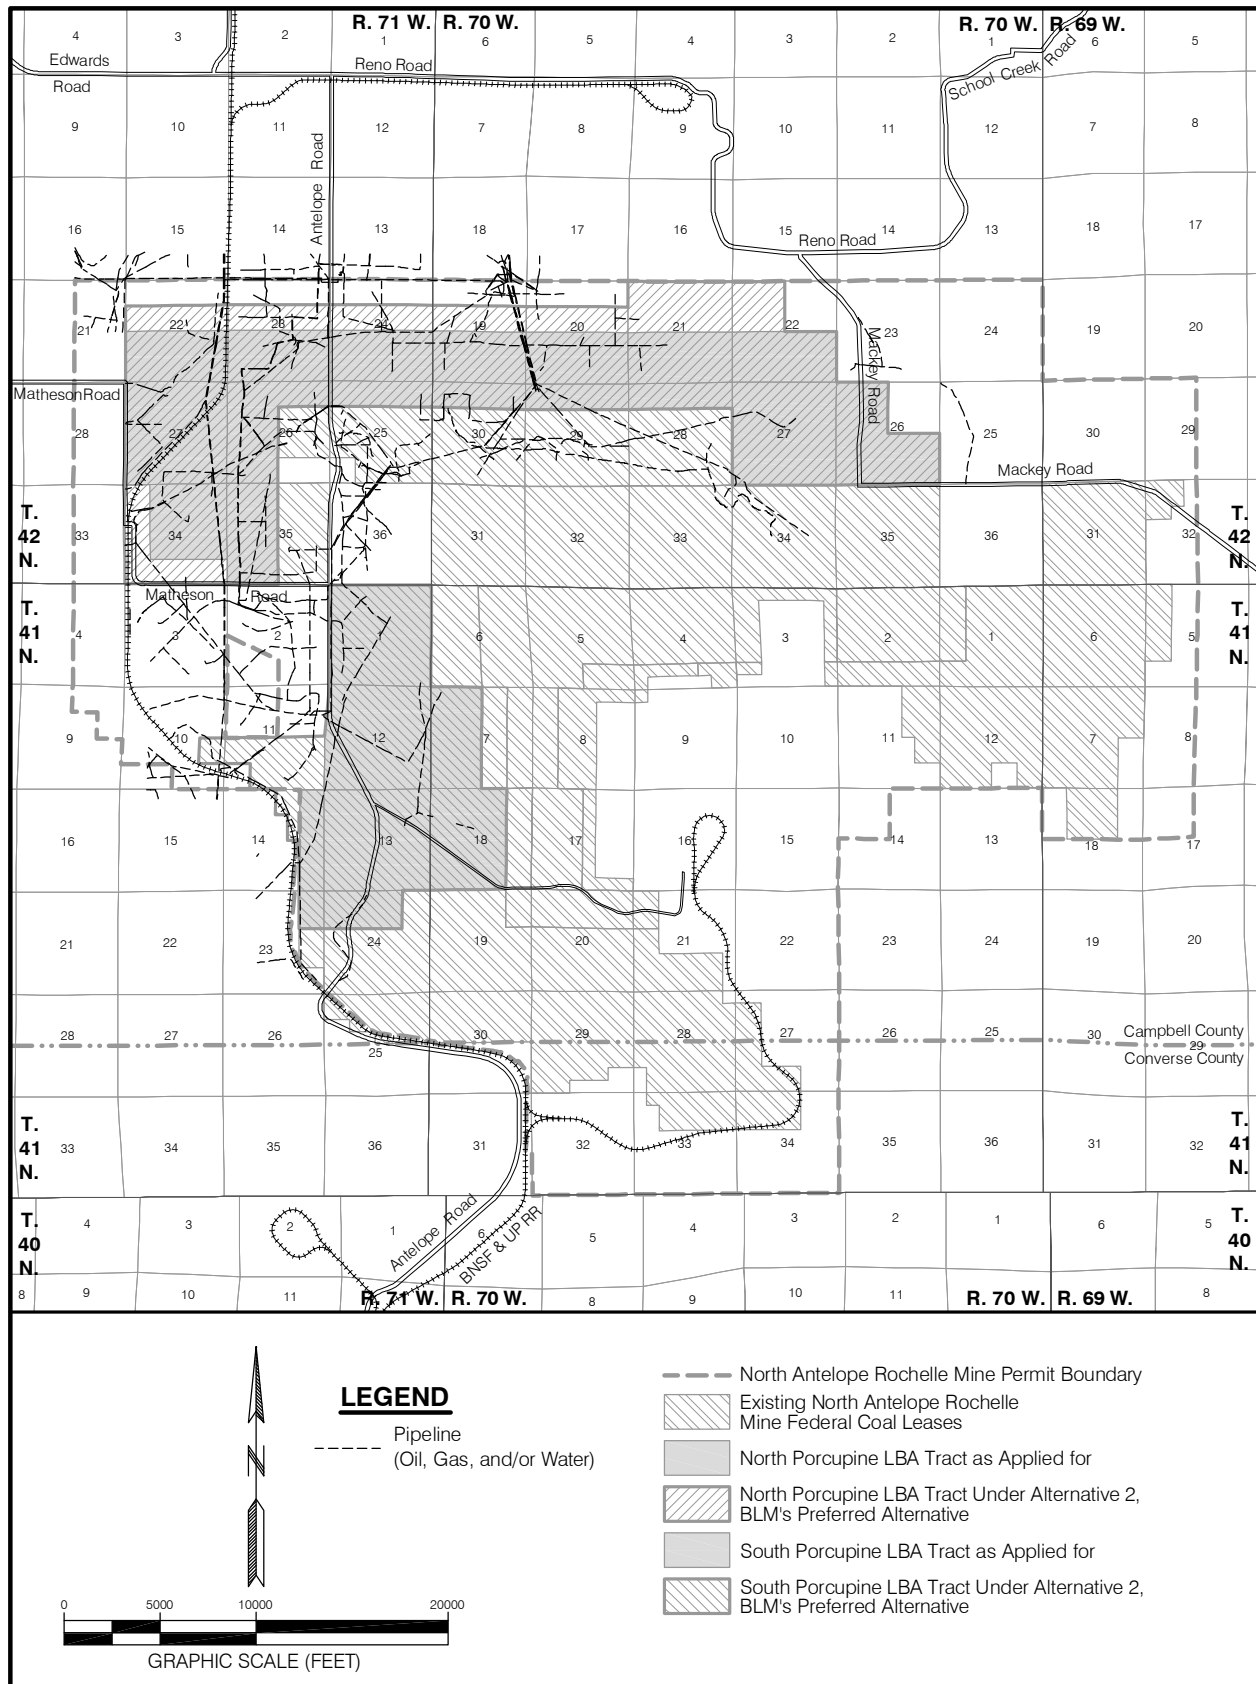 R. 71 W. R. 70 W. R. 70 W. R. 69 W.
4 3 2 1 6 5 4 3 2 1 6 5
Edwards
Road
Reno Road
School Creek Road
9 10 11 12 7 8 9 10 11 12 7 8
Antelope Road
16 15 14 13 18 17 16 15 14 13 18 17
Reno Road
21 22 23 24 19 20 21 22 23 24 19 20
Mackey Road
Matheson Road
28 27 26 25 30 29 28 27 26 25 30 29
Mackey Road
T.
42
N.
33 34 35 36 31 32 33 34 35 36 31 32
T.
42
N.
Matheson Road
T.
41
N.
4 3 2 1 6 5 4 3 2 1 6 5
T.
41
N.
9 10 11 12 7 8 9 10 11 12 7 8
16 15 14 13 18 17 16 15 14 13 18 17
21 22 23 24 19 20 21 22 23 24 19 20
28 27 26 25 30 29 28 27 26 25 30 29
Campbell County
Converse County
T.
41
N.
33 34 35 36 31 32 33 34 35 36 31 32
T.
41
N.
T.
40
N.
4 3 2 1 6 5 4 3 2 1 6 5
T.
40
N.
Antelope Road
BNSF & UP RR
8 9 10 11 8 9 10 11 8
R. 71 W. R. 70 W. R. 70 W. R. 69 W.
LEGEND
Pipeline
(Oil, Gas, and/or Water)
North Antelope Rochelle Mine Permit Boundary
Existing North Antelope Rochelle
Mine Federal Coal Leases
North Porcupine LBA Tract as Applied for
North Porcupine LBA Tract Under Alternative 2,
BLM's Preferred Alternative
South Porcupine LBA Tract as Applied for
South Porcupine LBA Tract Under Alternative 2,
BLM's Preferred Alternative
N
0 5000 10000 20000
GRAPHIC SCALE (FEET)